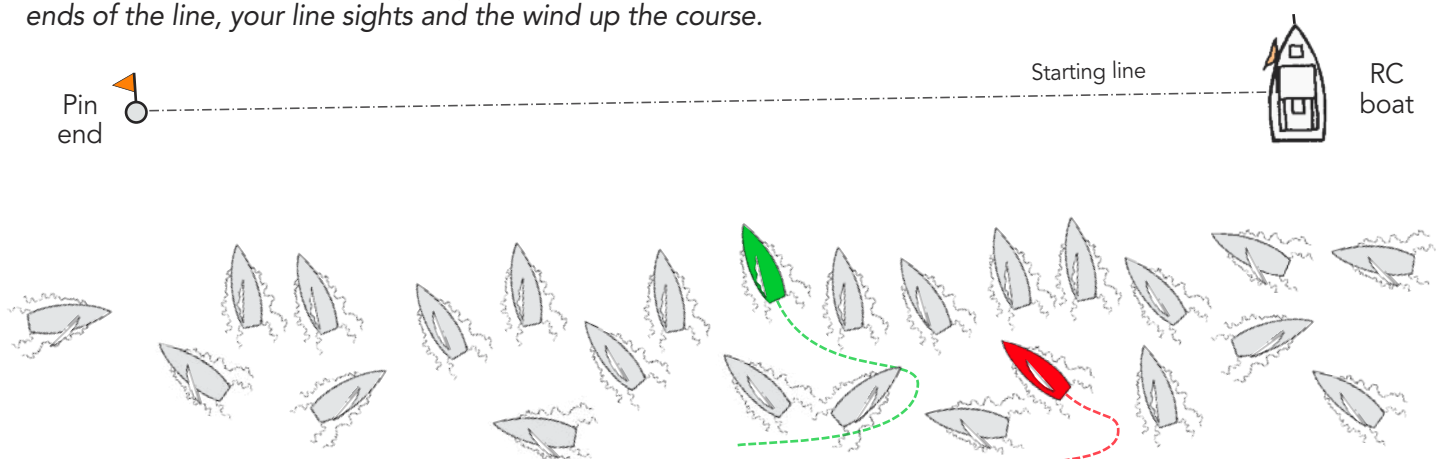 ends of the line, your line sights and the wind up the course.
Starting line
Pin
end
RC
boat